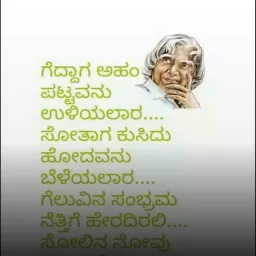 ಗೆದ್ದಾಗ ಅಹಂ
ಪಟ್ಟವನು
ಉಳಿಯಲಾರ....
ಸೋತಾಗ ಕುಸಿದು
ಹೋದವನು
ಬೆಳೆಯಲಾರ....
ಗೆಲುವಿನ ಸಂಭ್ರಮ
ನೆತ್ತಿಗೆ ಹೇರದಿರಲಿ....
ಸೋಲಿನ ನೋವು